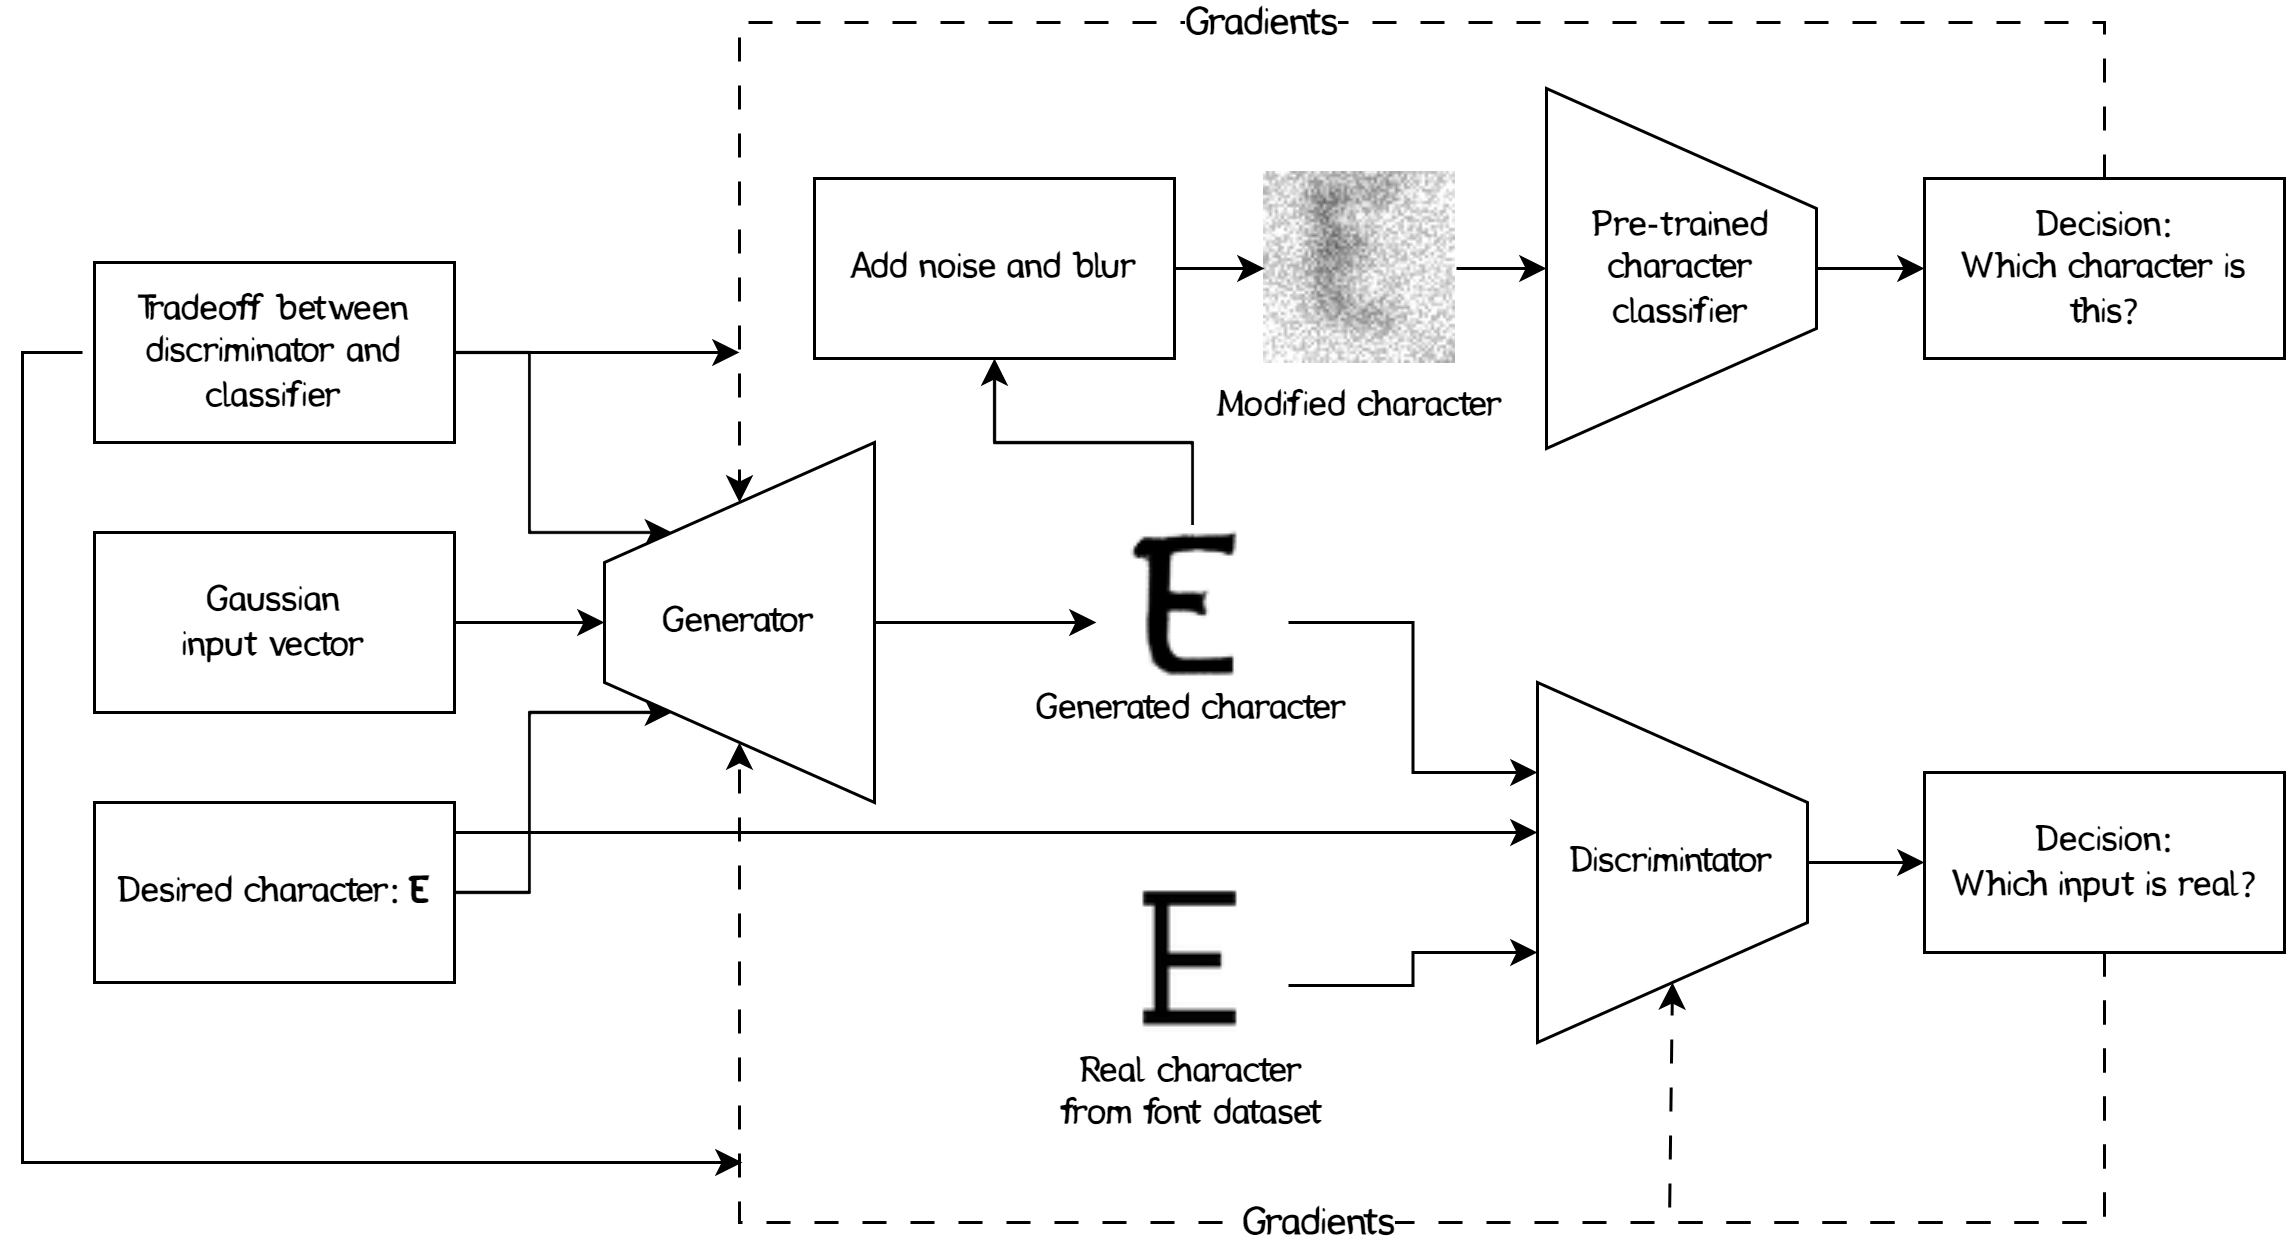 Gradients
Tradeoff between
discriminator and
classifier
Add noise and blur
Modified character
Pre-trained
character
classifier
Decision:
Which character is
this?
Gaussian
input vector
Generator
E
Generated character
Desired character: E
E
Real character
from font dataset
Discrimintator
Decision:
Which input is real?
Gradients